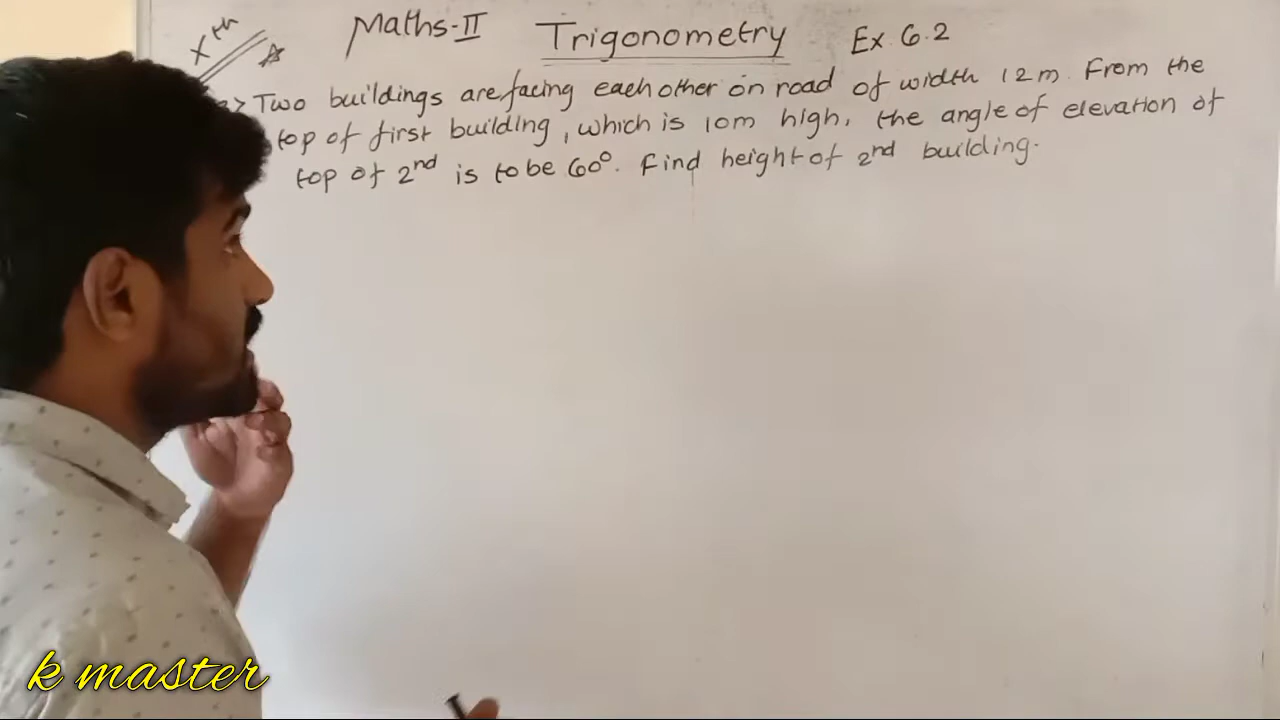 Xth
Maths-II Trigonometry Ex. 6.2
Two buildings are facing each other on road of width 12m. From the
top of first building, which is 10m high, the angle of elevation of
top of 2nd is to be 60°. Find height of 2nd building.
k master